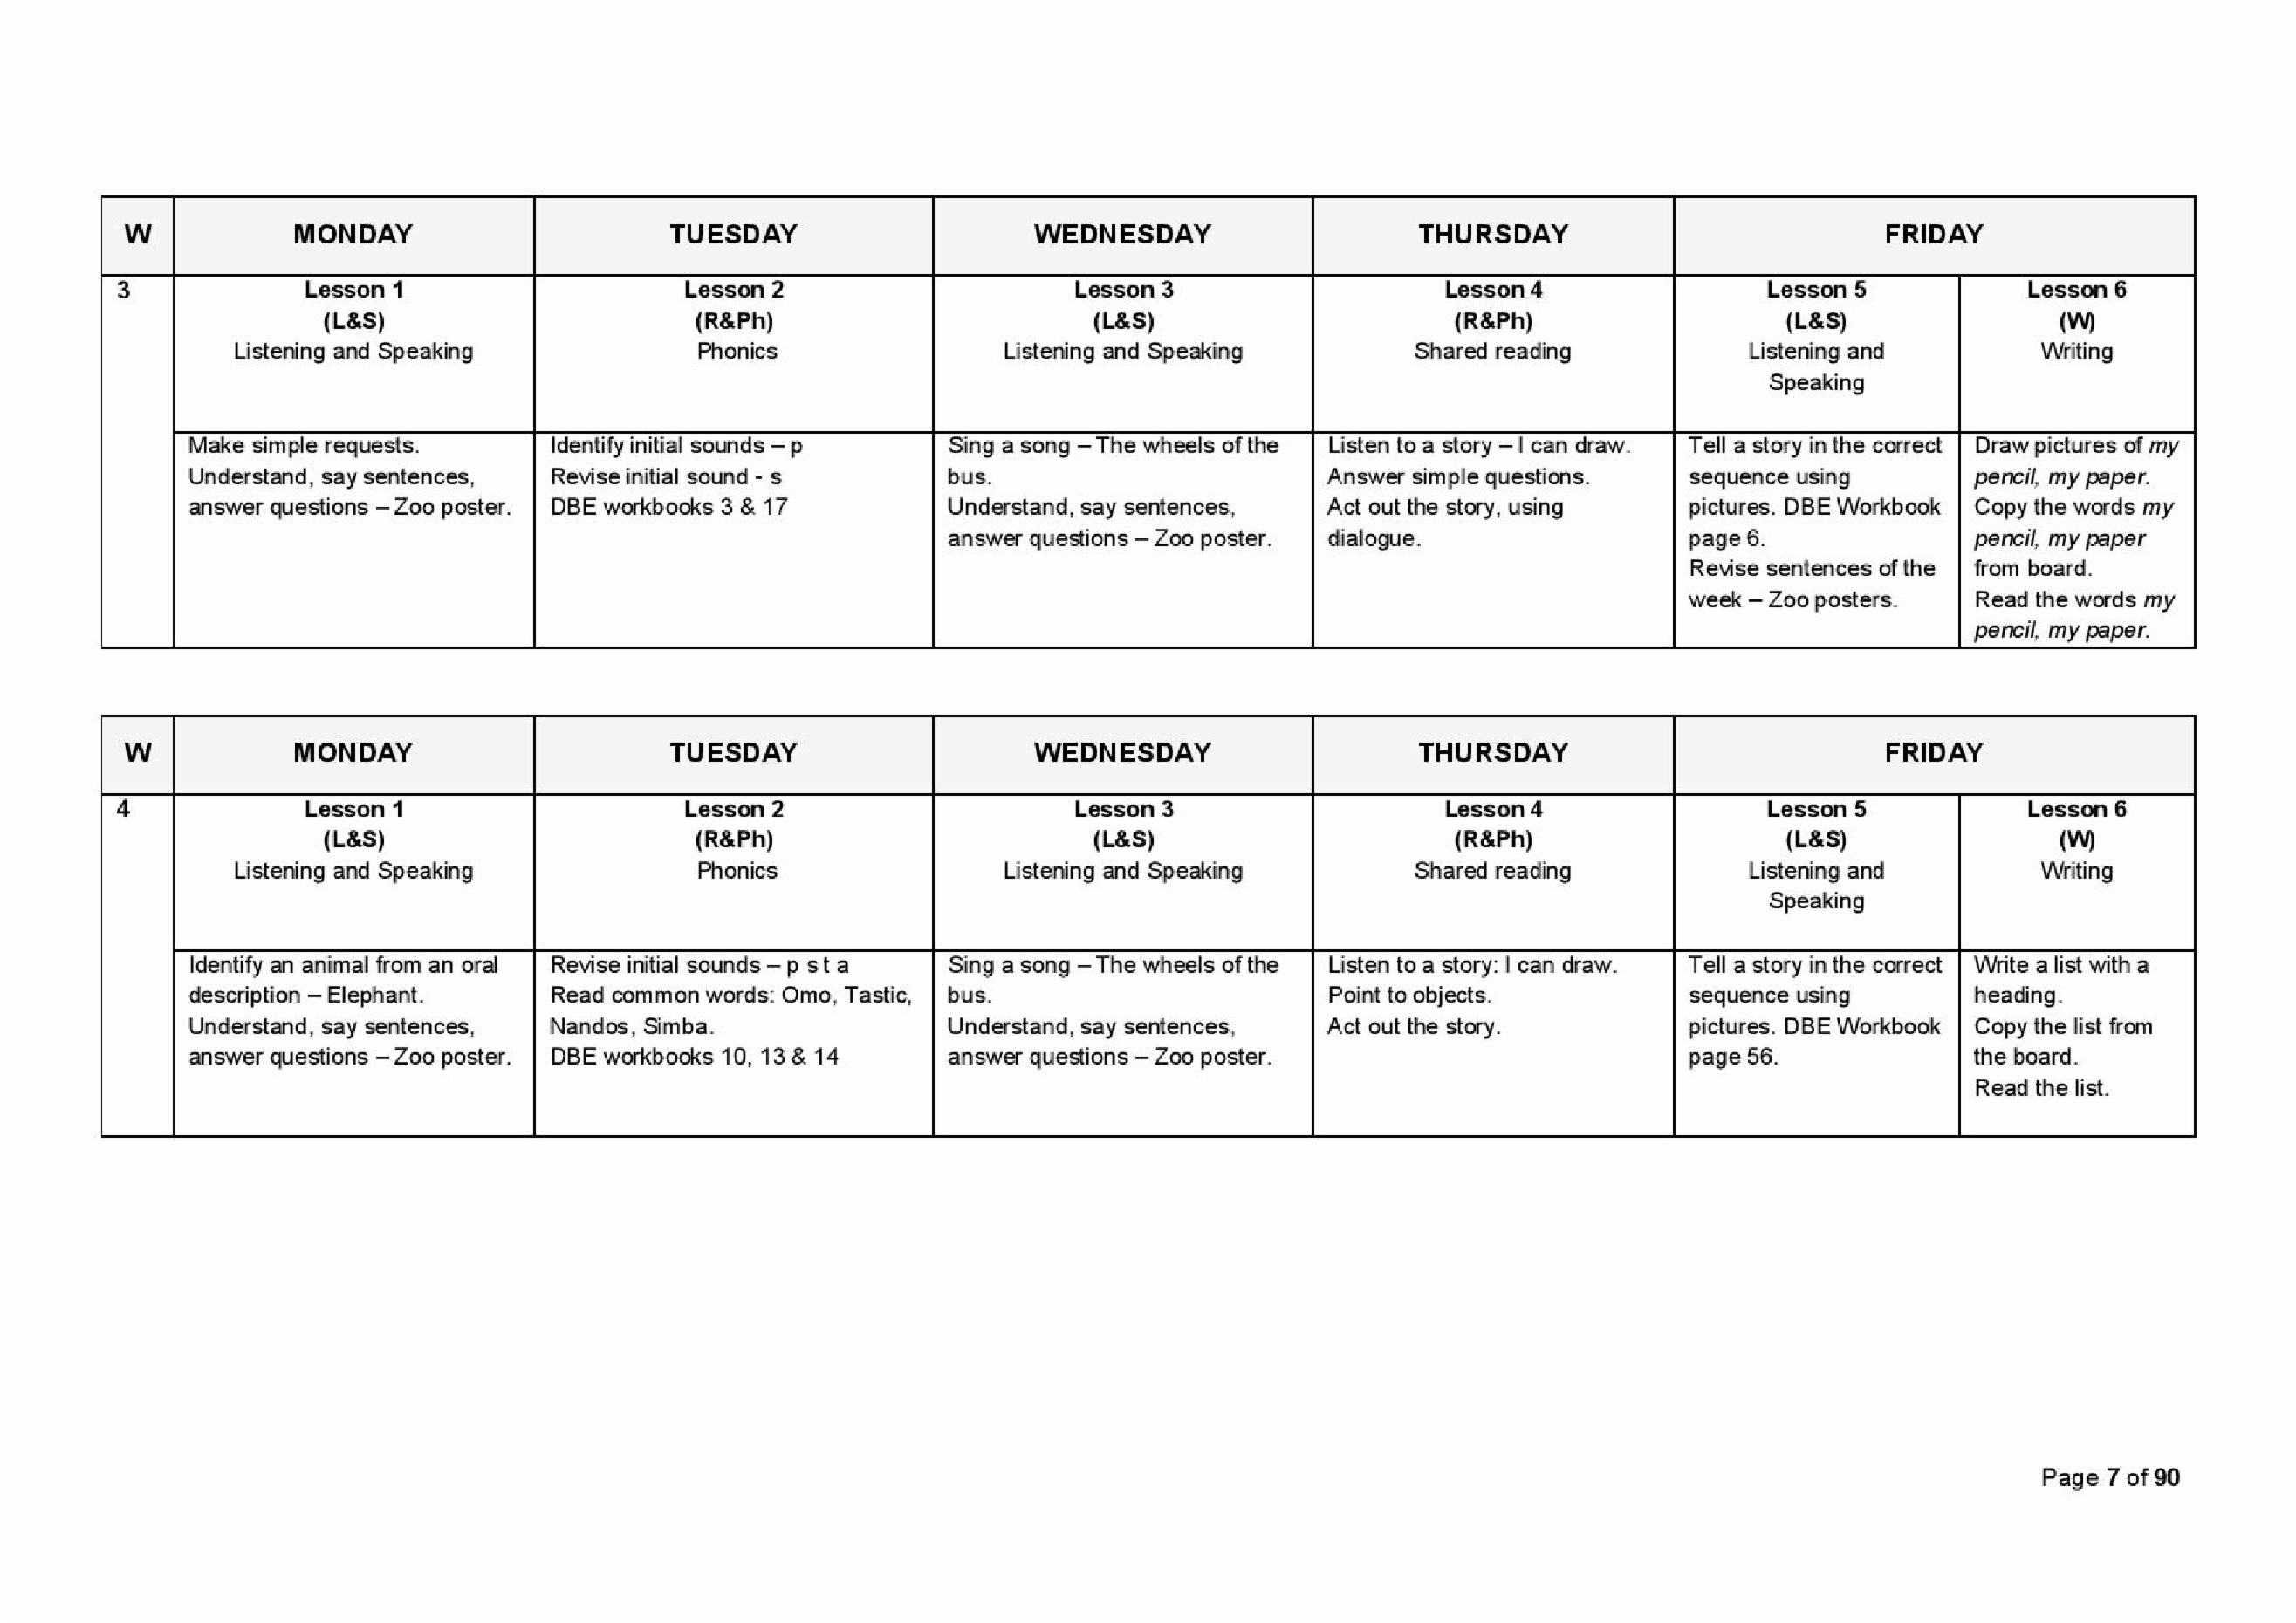 W MONDAY TUESDAY WEDNESDAY THURSDAY FRIDAY
3
Lesson 1
(L&S)
Listening and Speaking
Lesson 2
(R&Ph)
Phonics
Lesson 3
(L&S)
Listening and Speaking
Lesson 4
(R&Ph)
Shared reading
Lesson 5
(L&S)
Listening and
Speaking
Lesson 6
(W)
Writing
Make simple requests.
Understand, say sentences,
answer questions – Zoo poster.
Identify initial sounds – p
Revise initial sound - s
DBE workbooks 3 & 17
Sing a song – The wheels of the
bus.
Understand, say sentences,
answer questions – Zoo poster.
Listen to a story – I can draw.
Answer simple questions.
Act out the story, using
dialogue.
Tell a story in the correct
sequence using
pictures. DBE Workbook
page 6.
Revise sentences of the
week – Zoo posters.
Draw pictures of my
pencil, my paper.
Copy the words my
pencil, my paper
from board.
Read the words my
pencil, my paper.
W MONDAY TUESDAY WEDNESDAY THURSDAY FRIDAY
4
Lesson 1
(L&S)
Listening and Speaking
Lesson 2
(R&Ph)
Phonics
Lesson 3
(L&S)
Listening and Speaking
Lesson 4
(R&Ph)
Shared reading
Lesson 5
(L&S)
Listening and
Speaking
Lesson 6
(W)
Writing
Identify an animal from an oral
description – Elephant.
Understand, say sentences,
answer questions – Zoo poster.
Revise initial sounds – p s t a
Read common words: Omo, Tastic,
Nandos, Simba.
DBE workbooks 10, 13 & 14
Sing a song – The wheels of the
bus.
Understand, say sentences,
answer questions – Zoo poster.
Listen to a story: I can draw.
Point to objects.
Act out the story.
Tell a story in the correct
sequence using
pictures. DBE Workbook
page 56.
Write a list with a
heading.
Copy the list from
the board.
Read the list.
Page 7 of 90